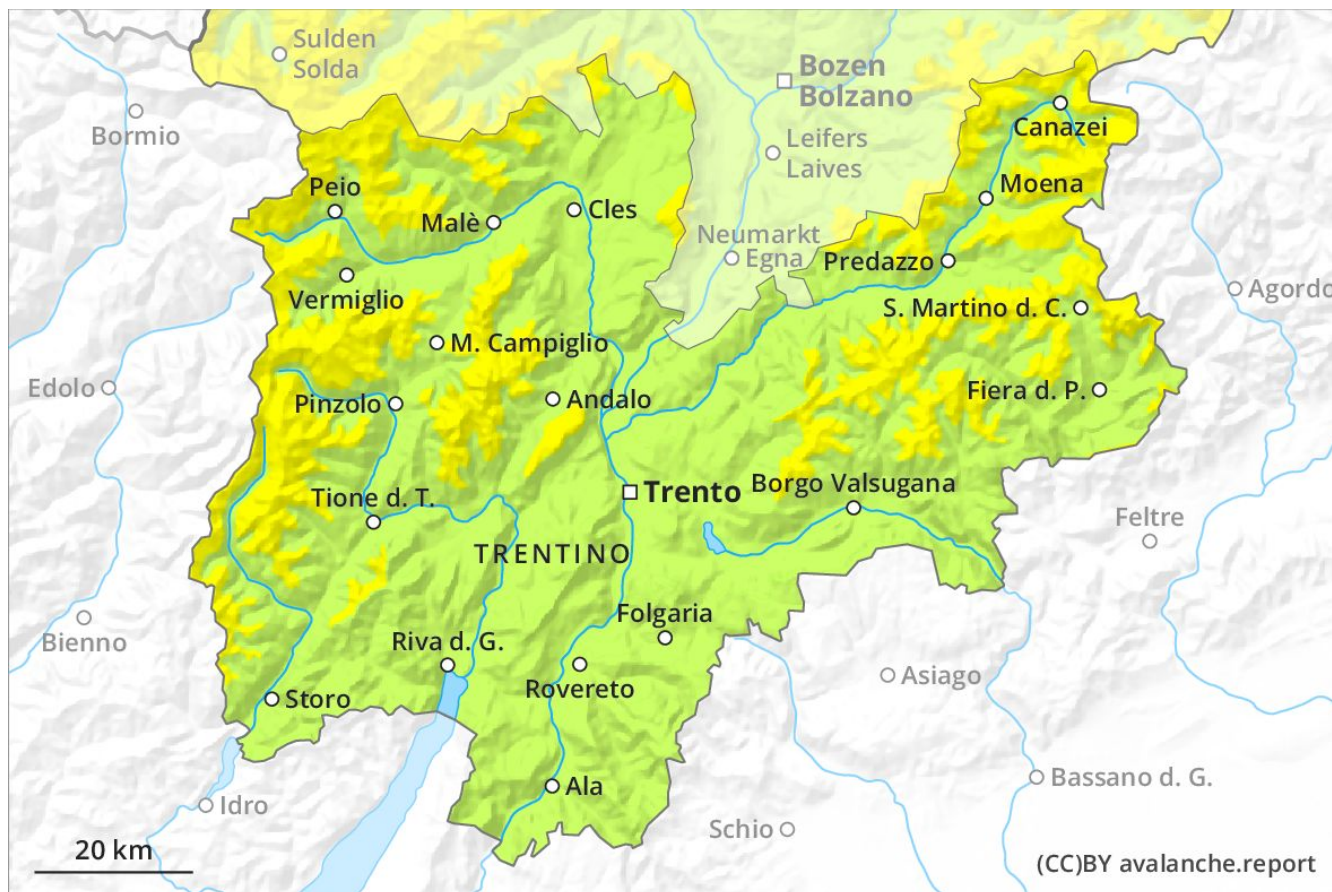 Sulden
Solda
Bozen
Bolzano
Bormio
Canazei
Leifers
Laives
Peio
Moena
Malè
Cles
Neumarkt
Egna
Predazzo
Vermiglio
Agordo
S. Martino d. C.
M. Campiglio
Edolo
Pinzolo
Andalo
Fiera d. P.
Trento
Borgo Valsugana
Tione d. T.
Feltre
TRENTINO
Bienno
Folgaria
Riva d. G.
Asiago
Rovereto
Storo
Bassano d. G.
Ala
Idro
Schio
20 km
(CC)BY avalanche.report